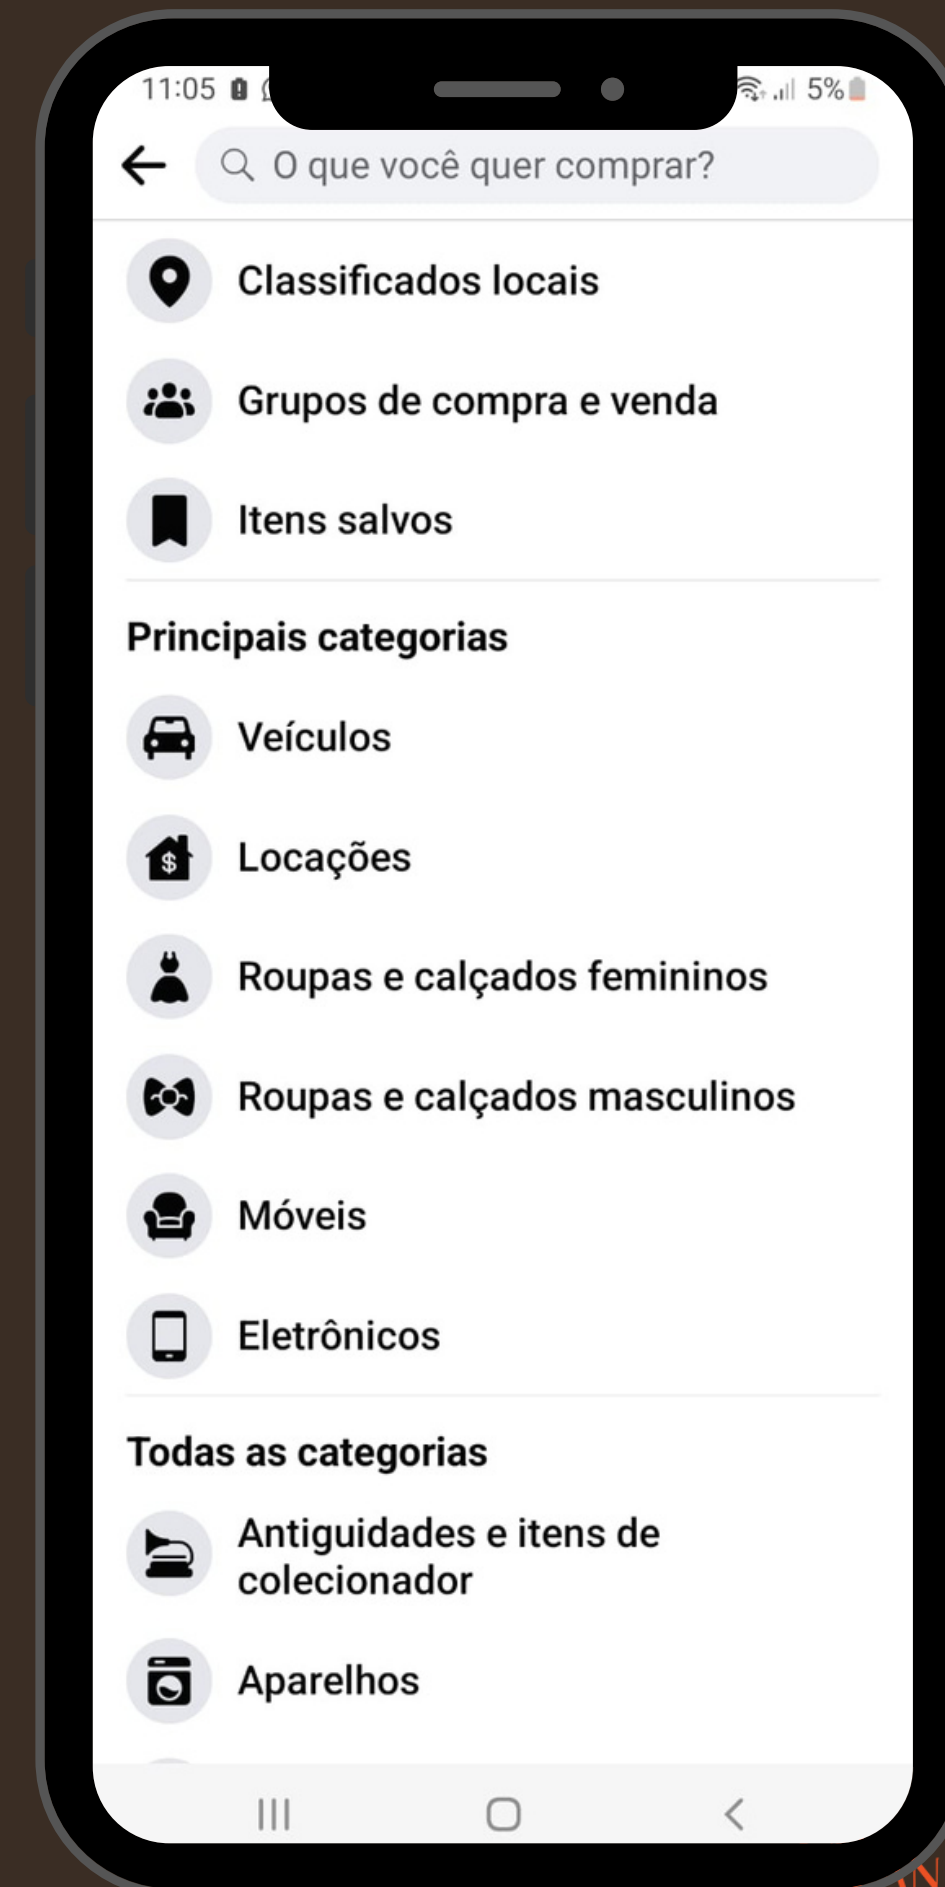 11:05
5%
O que você quer comprar?
Classificados locais
Grupos de compra e venda
Itens salvos
Principais categorias
Veículos
Locações
$
Roupas e calçados femininos
Roupas e calçados masculinos
Móveis
Eletrônicos
Todas as categorias
Antiguidades e itens de
colecionador
Aparelhos